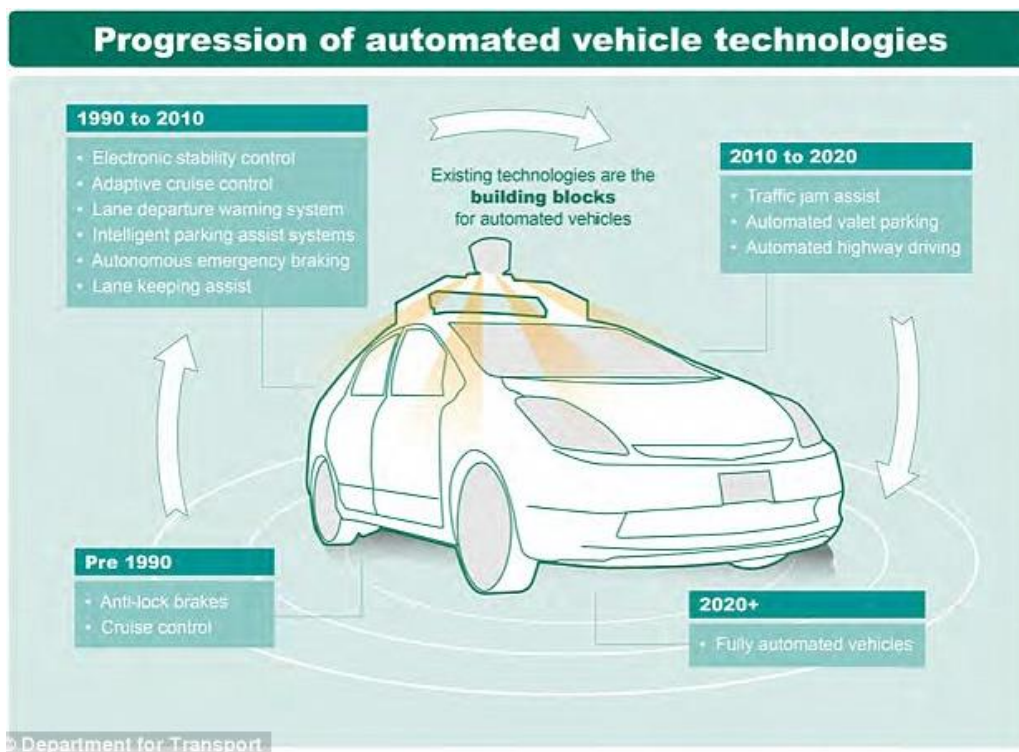 Progression of automated vehicle technologies
1990 to 2010
• Electronic stability control
• Adaptive cruise control
• Lane departure warning system
• Intelligent parking assist systems
• Autonomous emergency braking
• Lane keeping assist
Existing technologies are the
building blocks
for automated vehicles
2010 to 2020
• Traffic jam assist
• Automated valet parking
• Automated highway driving
Pre 1990
• Anti-lock brakes
• Cruise control
2020+
• Fully automated vehicles
© Department for Transport